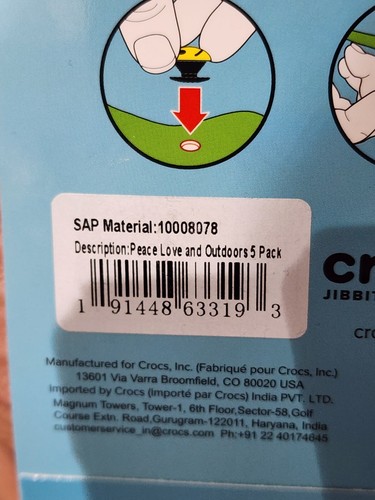 SAP Material:10008078
Description:Peace Love and Outdoors 5 Pack
1 91448 63319 3
cr
JIBBIT
cro
Manufactured for Crocs, Inc. (Fabriqué pour Crocs, Inc.)
13601 Via Varra Broomfield, CO 80020 USA
Imported by Crocs (Importé par Crocs) India PVT. LTD.
Magnum Towers, Tower-1, 6th Floor,Sector-58,Golf
Course Extn. Road,Gurugram-122011, Haryana, India
customerservice_in@crocs.com Ph:+91 22 40174645